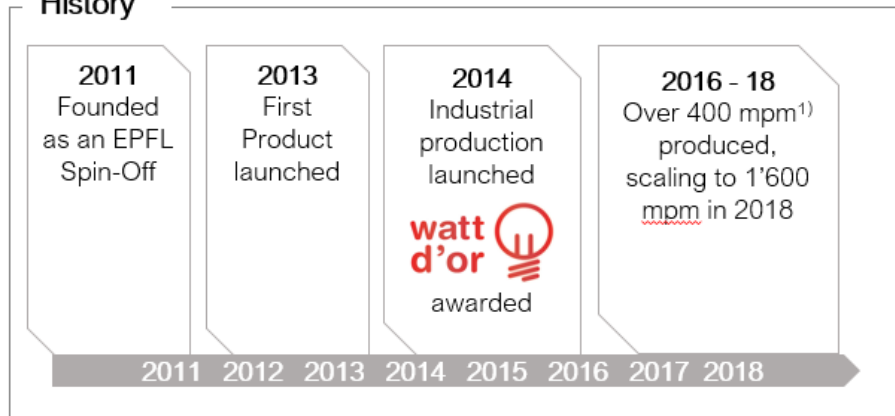 History
2011
Founded
as an EPFL
Spin-Off
2013
First
Product
launched
2014
Industrial
production
launched
watt
d'or
awarded
2016 - 18
Over 400 mpm¹⁾
produced,
scaling to 1'600
mpm in 2018
2011 2012 2013 2014 2015 2016 2017 2018